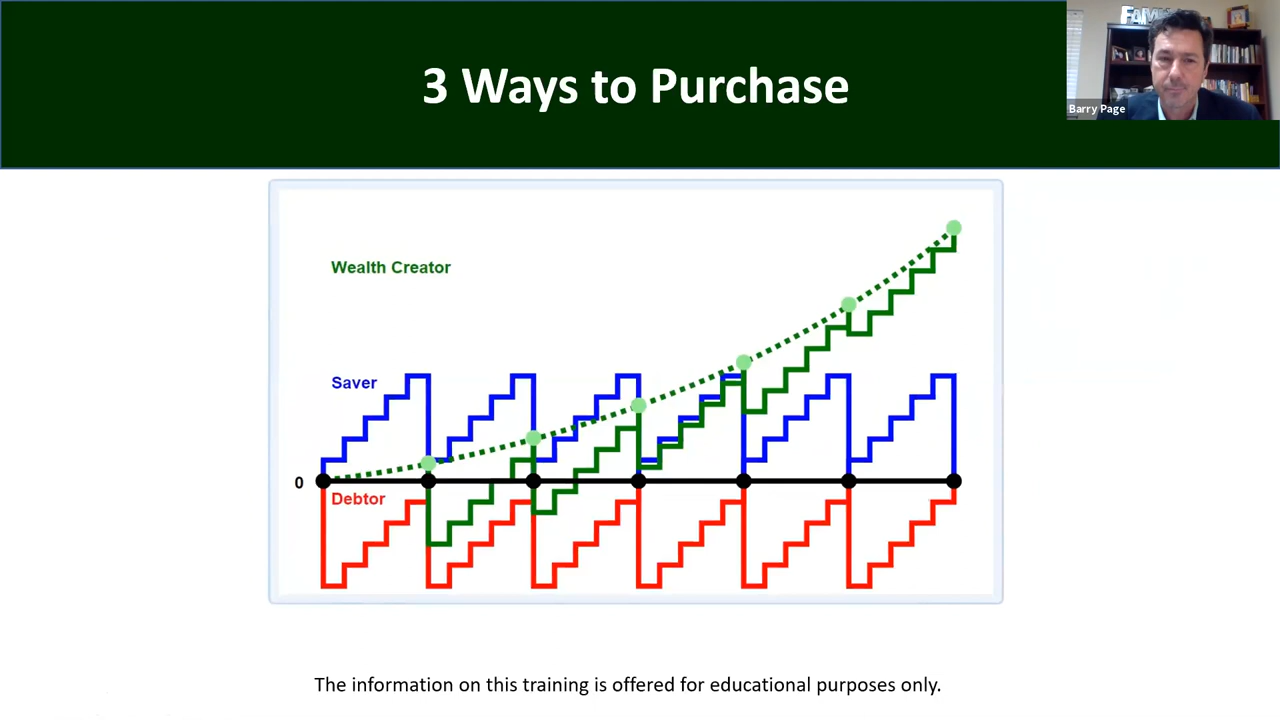 3 Ways to Purchase
Barry Page
Wealth Creator
Saver
0
Debtor
The information on this training is offered for educational purposes only.